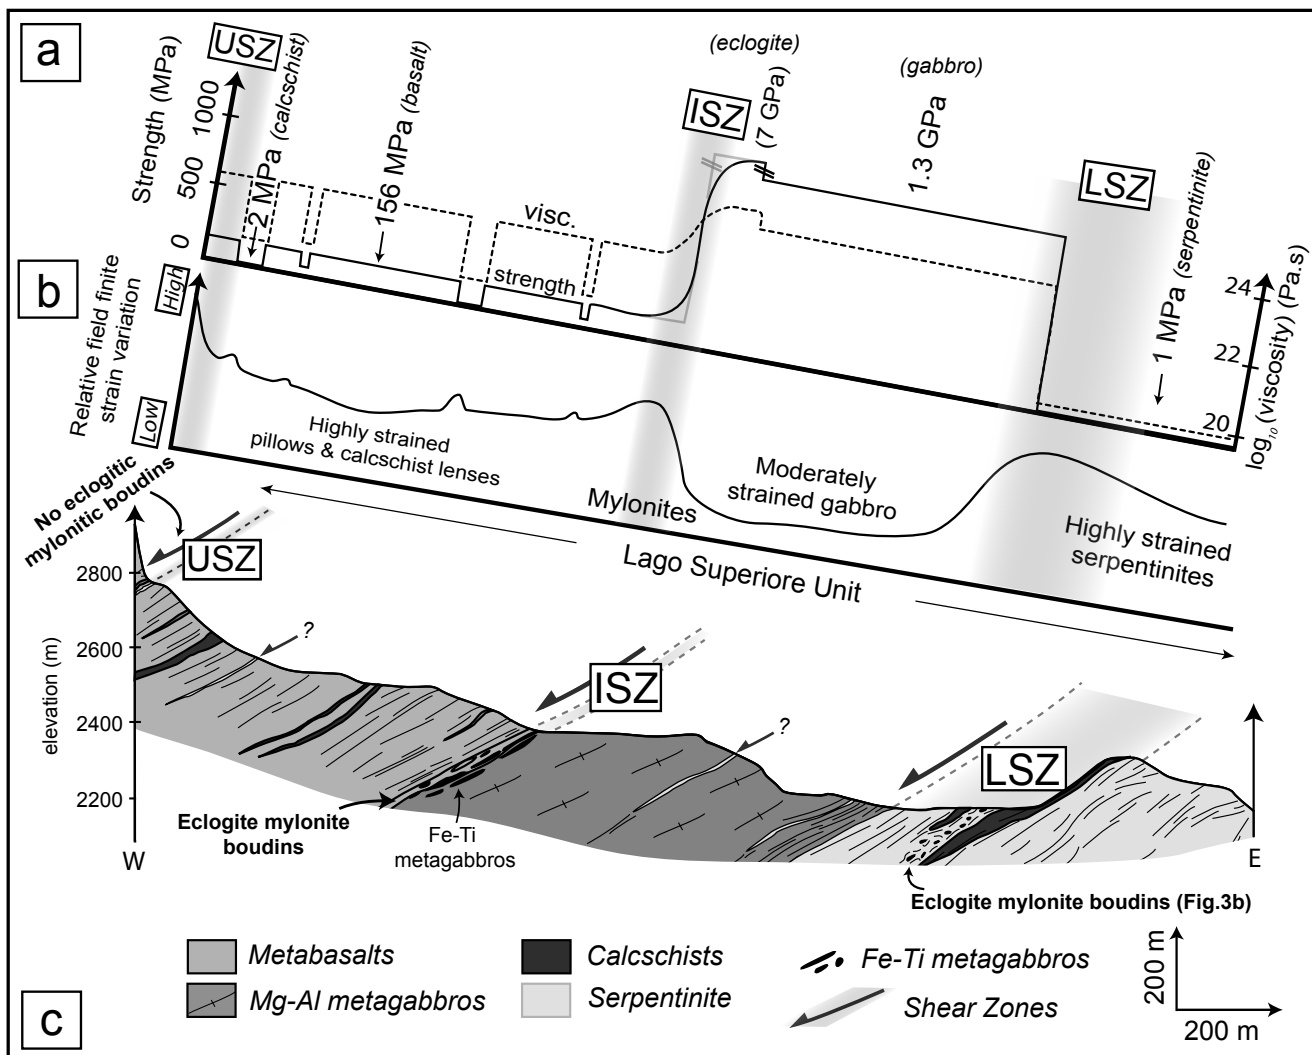 a
Strength (MPa)
1000
500
0
USZ
2 MPa (calcschist)
156 MPa (basalt)
visc.
strength
ISZ
(eclogite)
(7 GPa)
(gabbro)
1.3 GPa
LSZ
1 MPa (serpentinite)
24
22
20
log₁₀ (viscosity) (Pa.s)
b
Relative field finite
strain variation
High
Low
Highly strained
pillows & calcschist lenses
Mylonites
Moderately
strained gabbro
Highly strained
serpentinites
Lago Superiore Unit
No eclogitic
mylonitic boudins
USZ
2800
2600
2400
2200
elevation (m)
W
?
ISZ
?
LSZ
E
Eclogite mylonite
boudins
Fe-Ti
metagabbros
Eclogite mylonite boudins (Fig.3b)
Metabasalts
Calcschists
Fe-Ti metagabbros
Mg-Al metagabbros
Serpentinite
Shear Zones
200 m
200 m
c